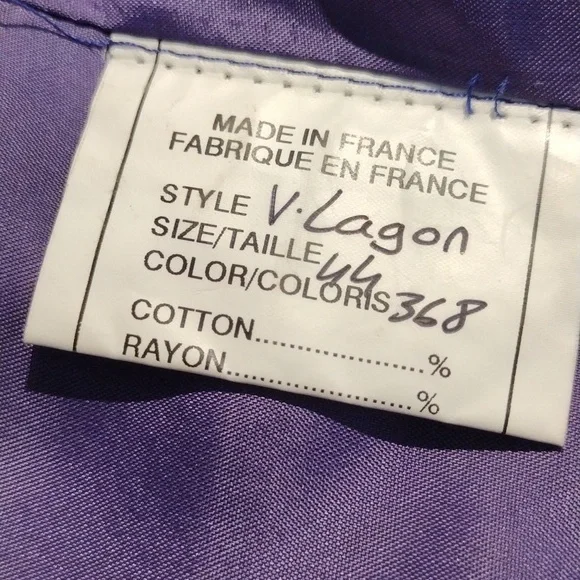 MADE IN FRANCE
FABRIQUE EN FRANCE
STYLE V. Lagon
SIZE/TAILLE 44
COLOR/COLORIS 368
COTTON....................%
RAYON......................%